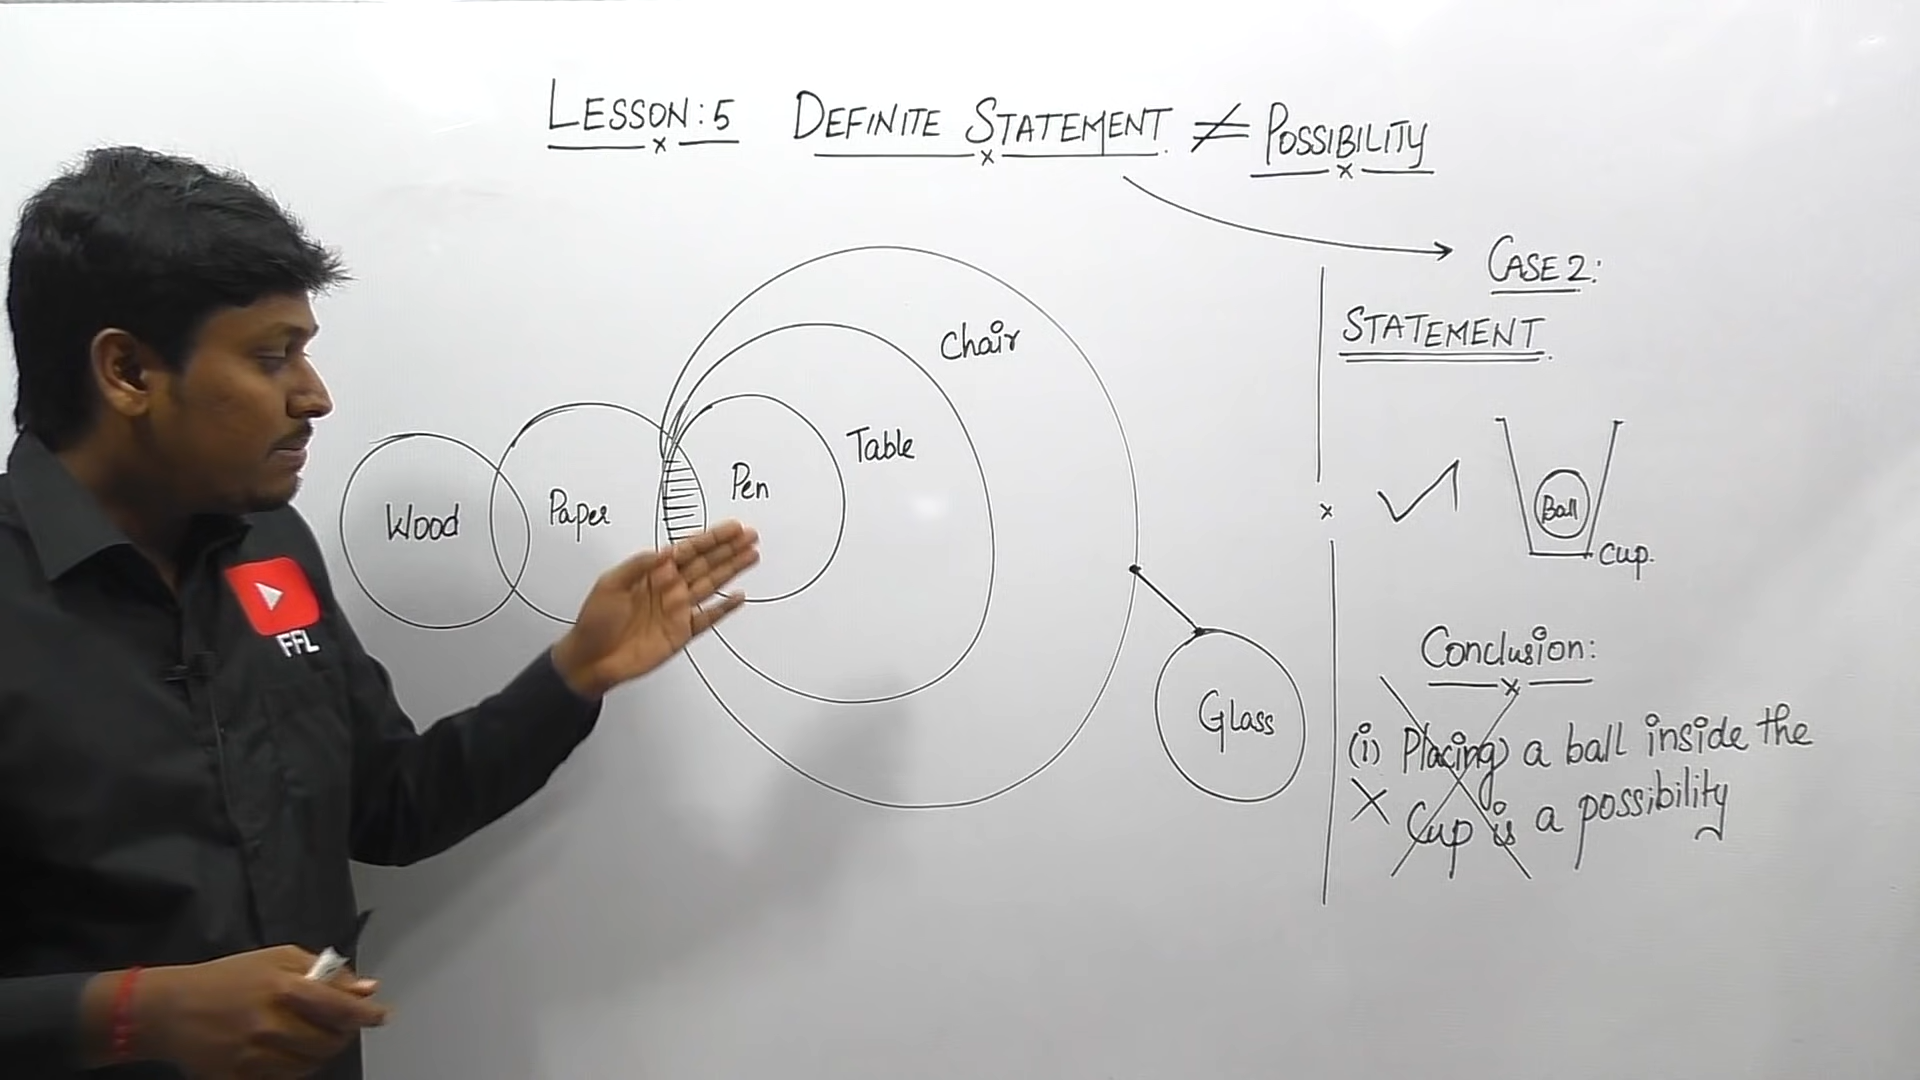 LESSON: 5 DEFINITE STATEMENT ≠ POSSIBILITY
CASE 2:
STATEMENT
Chair
Table
Pen
Paper
Wood
Glass
Ball
Cup.
Conclusion:
(i) Placing a ball inside the
Cup is a possibility
FFL